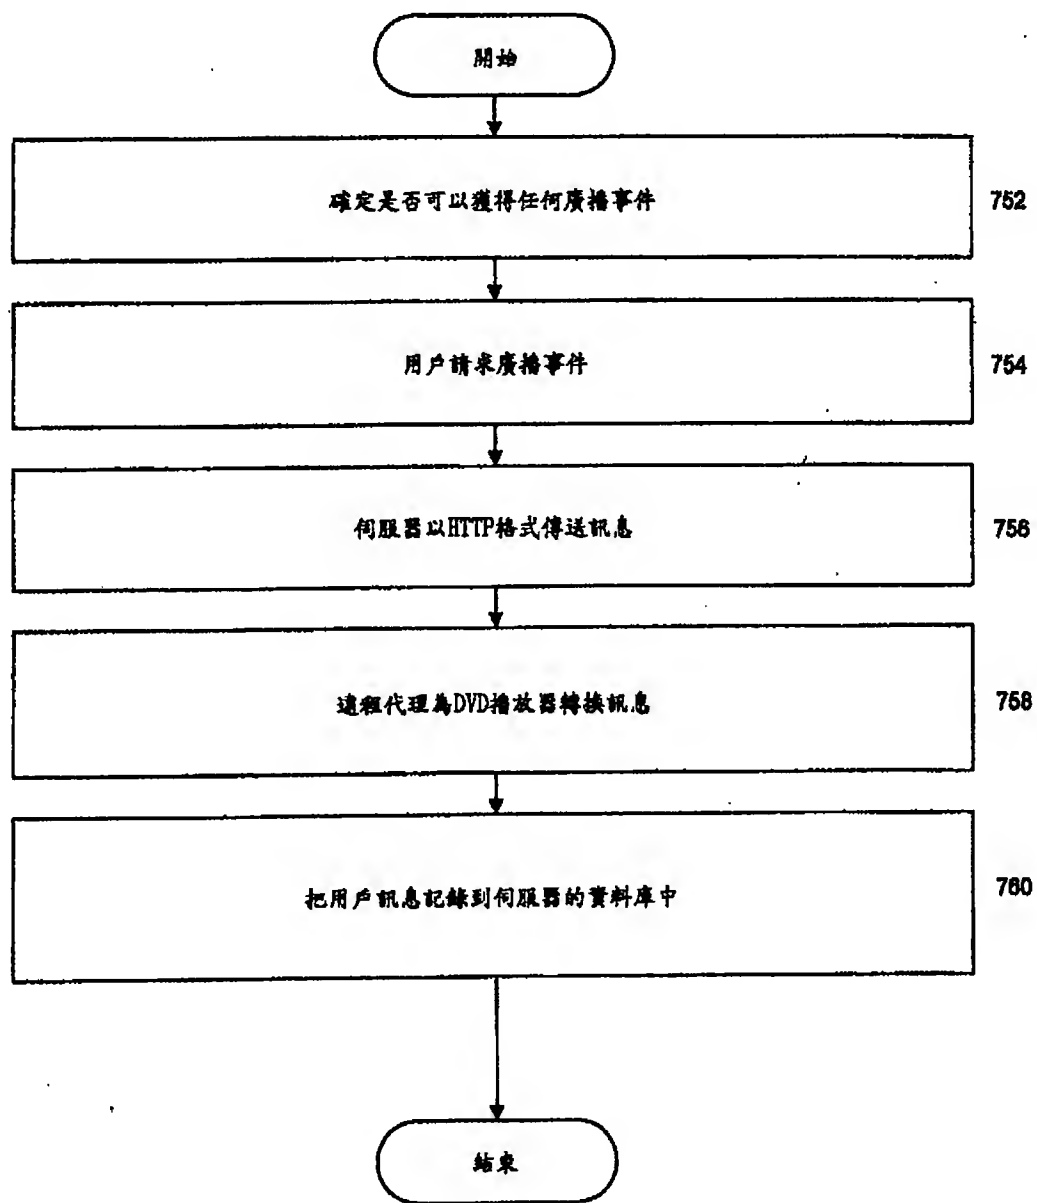 開始
確定是否可以獲得任何廣播事件
752
用戶請求廣播事件
754
伺服器以HTTP格式傳送訊息
756
遠程代理為DVD播放器轉換訊息
758
把用戶訊息記錄到伺服器的資料庫中
760
結束